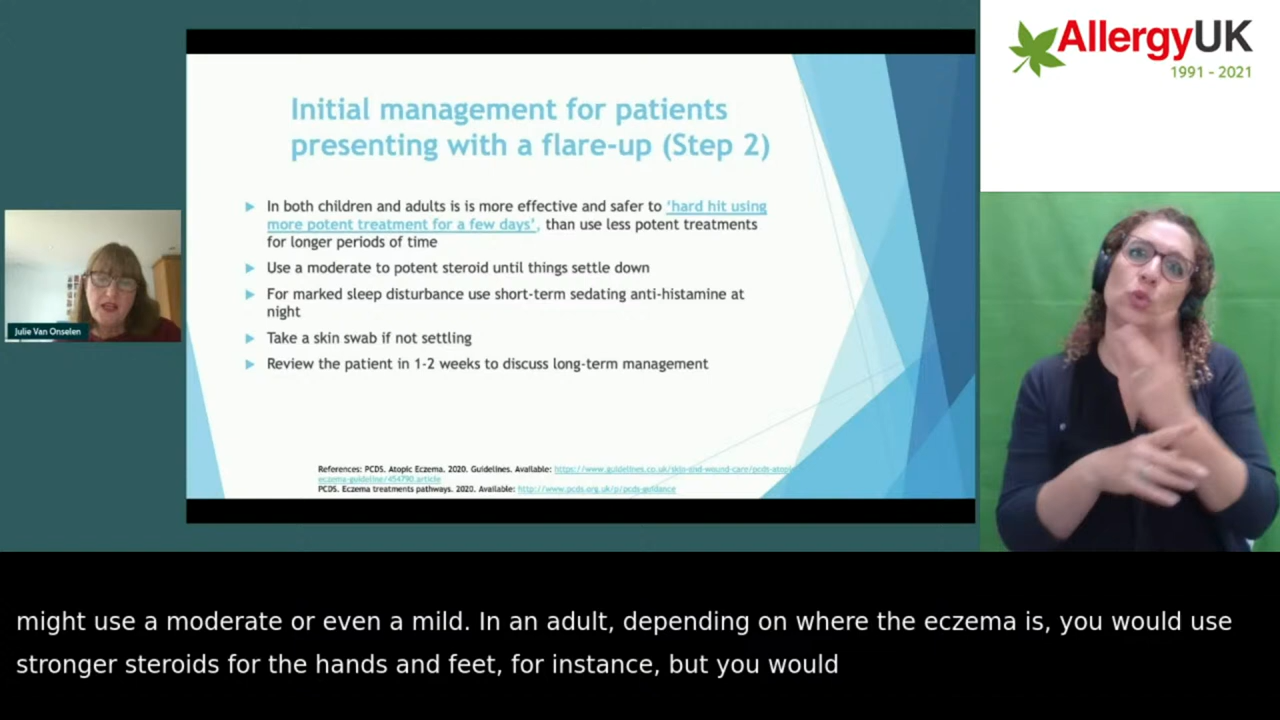 AllergyUK
1991 - 2021
Initial management for patients
presenting with a flare-up (Step 2)
In both children and adults is is more effective and safer to ‘hard hit using
more potent treatment for a few days’, than use less potent treatments
for longer periods of time
Use a moderate to potent steroid until things settle down
For marked sleep disturbance use short-term sedating anti-histamine at
night
Take a skin swab if not settling
Review the patient in 1-2 weeks to discuss long-term management
Julie Van Onselen
References: PCDS. Atopic Eczema. 2020. Guidelines. Available: https://www.guidelines.co.uk/skin-and-wound-care/pcds-atopic-
eczema-guideline/454790.article
PCDS. Eczema treatments pathways. 2020. Available: http://www.pcds.org.uk/p/pcds-guidance
might use a moderate or even a mild. In an adult, depending on where the eczema is, you would use
stronger steroids for the hands and feet, for instance, but you would